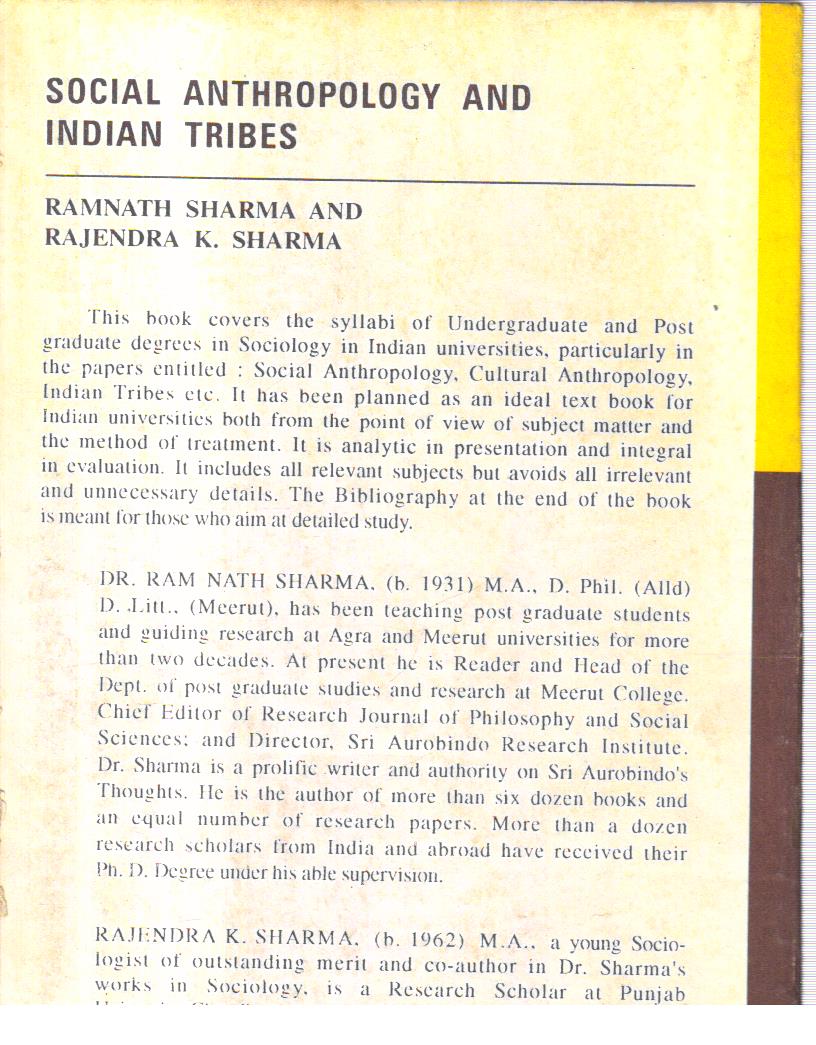 SOCIAL ANTHROPOLOGY AND
INDIAN TRIBES
RAMNATH SHARMA AND
RAJENDRA K. SHARMA
This book covers the syllabi of Undergraduate and Post
graduate degrees in Sociology in Indian universities, particularly in
the papers entitled : Social Anthropology, Cultural Anthropology,
Indian Tribes etc. It has been planned as an ideal text book for
Indian universities both from the point of view of subject matter and
the method of treatment. It is analytic in presentation and integral
in evaluation. It includes all relevant subjects but avoids all irrelevant
and unnecessary details. The Bibliography at the end of the book
is meant for those who aim at detailed study.
DR. RAM NATH SHARMA, (b. 1931) M.A., D. Phil. (Alld)
D. Litt., (Meerut), has been teaching post graduate students
and guiding research at Agra and Meerut universities for more
than two decades. At present he is Reader and Head of the
Dept. of post graduate studies and research at Meerut College.
Chief Editor of Research Journal of Philosophy and Social
Sciences; and Director, Sri Aurobindo Research Institute.
Dr. Sharma is a prolific writer and authority on Sri Aurobindo's
Thoughts. He is the author of more than six dozen books and
an equal number of research papers. More than a dozen
research scholars from India and abroad have received their
Ph. D. Degree under his able supervision.
RAJENDRA K. SHARMA, (b. 1962) M.A., a young Socio-
logist of outstanding merit and co-author in Dr. Sharma's
works in Sociology, is a Research Scholar at Punjab